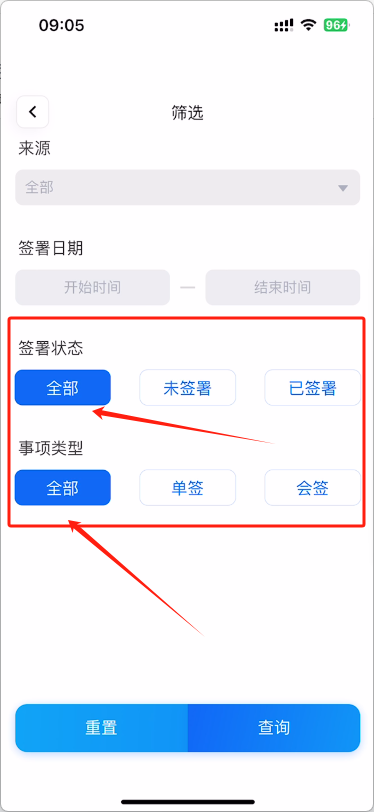 09:05
96
筛选
来源
全部
签署日期
开始时间 — 结束时间
签署状态
全部 未签署 已签署
事项类型
全部 单签 会签
重置 查询